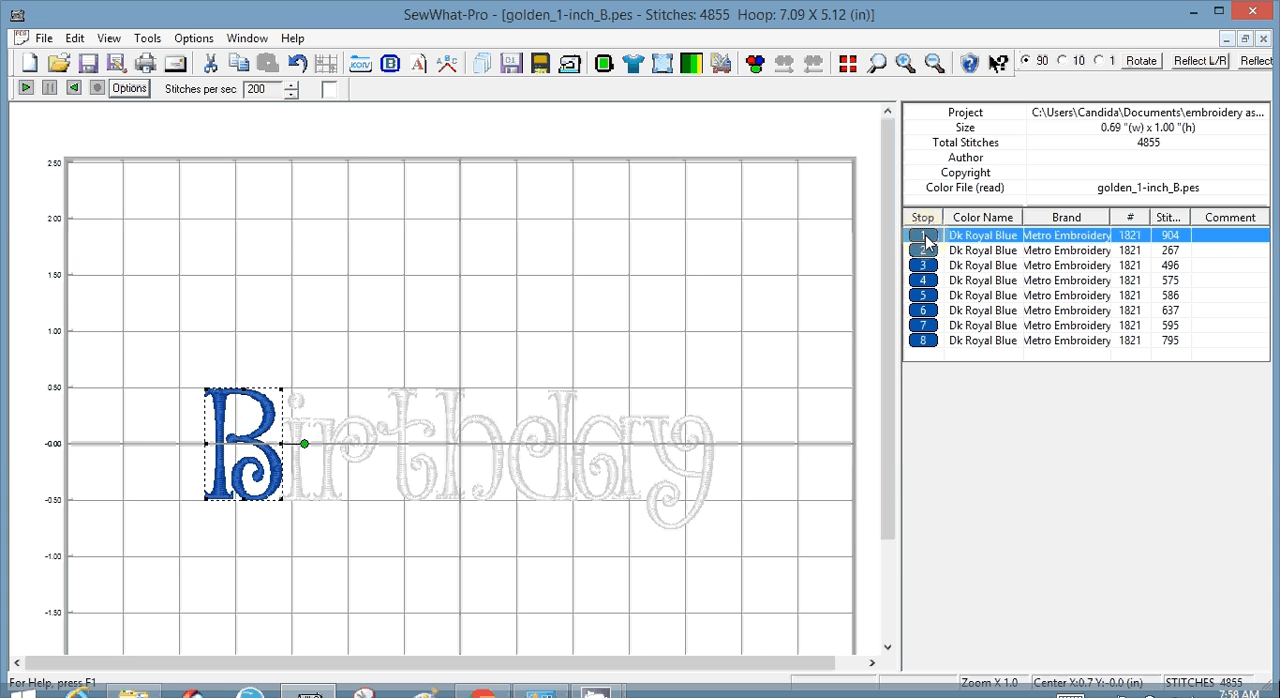 SewWhat-Pro - [golden_1-inch_B.pes - Stitches: 4855 Hoop: 7.09 X 5.12 (in)]
File Edit View Tools Options Window Help
90 10 1 Rotate Reflect L/R Reflect
Options Stitches per sec 200
Project C:\Users\Candida\Documents\embroidery as...
Size 0.69 "(w) x 1.00 "(h)
Total Stitches 4855
Author
Copyright
Color File (read) golden_1-inch_B.pes
Stop Color Name Brand # Stit... Comment
1 Dk Royal Blue Metro Embroidery 1821 904
2 Dk Royal Blue Metro Embroidery 1821 267
3 Dk Royal Blue Metro Embroidery 1821 496
4 Dk Royal Blue Metro Embroidery 1821 575
5 Dk Royal Blue Metro Embroidery 1821 586
6 Dk Royal Blue Metro Embroidery 1821 637
7 Dk Royal Blue Metro Embroidery 1821 595
8 Dk Royal Blue Metro Embroidery 1821 795
2.50
2.00
1.50
1.00
0.50
-0.00
-0.50
-1.00
-1.50
Birthday
For Help, press F1 Zoom X 1.0 Center X:0.7 Y:-0.0 (in) STITCHES 4855
7:58 AM